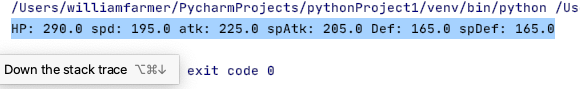 /Users/williamfarmer/PycharmProjects/pythonProject1/venv/bin/python /Us
HP: 290.0 spd: 195.0 atk: 225.0 spAtk: 205.0 Def: 165.0 spDef: 165.0
Down the stack trace ⌥⌘↓ exit code 0